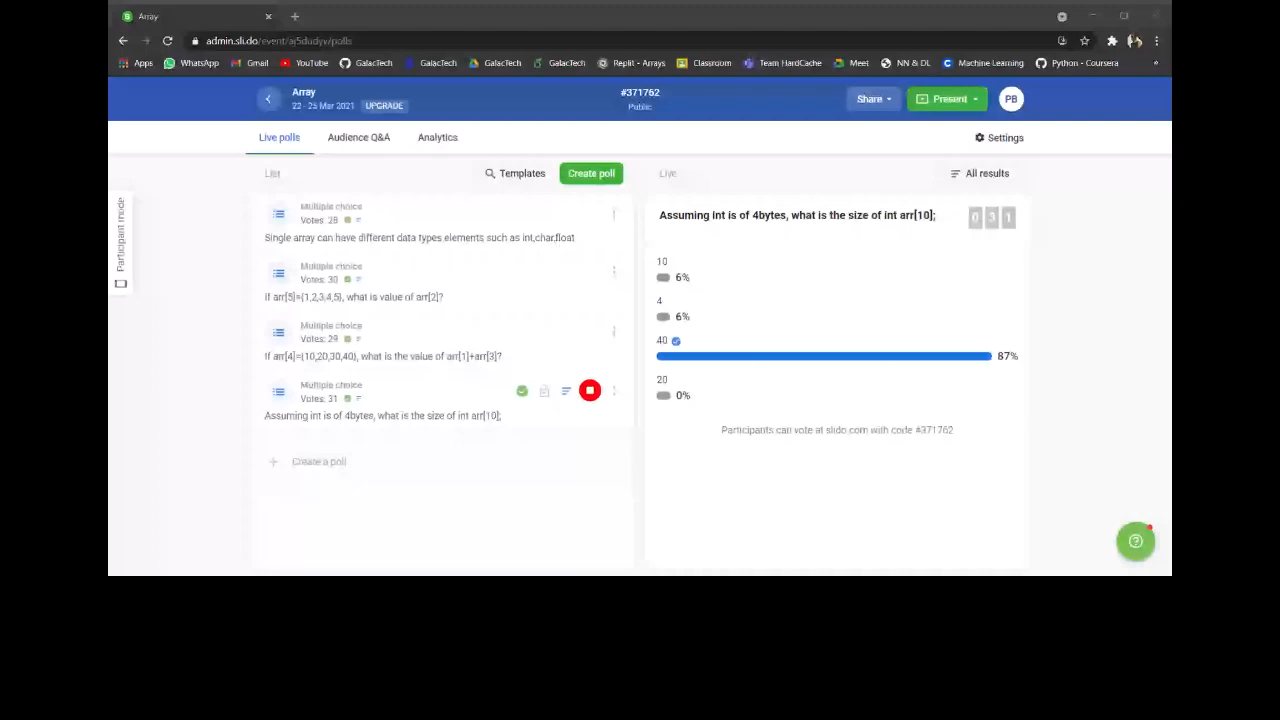 Array
admin.sli.do/event/aj5dudyv/polls
Apps WhatsApp Gmail YouTube GalacTech GalacTech GalacTech GalacTech Replit - Arrays Classroom Team HardCache Meet NN & DL Machine Learning Python - Coursera »
Array
22 - 25 Mar 2021 UPGRADE
#371762
Public
Share Present PB
Live polls Audience Q&A Analytics Settings
Participant mode
List Templates Create poll
Multiple choice
Votes: 28
Single array can have different data types elements such as int,char,float
Multiple choice
Votes: 30
If arr[5]={1,2,3,4,5}, what is value of arr[2]?
Multiple choice
Votes: 29
If arr[4]={10,20,30,40}, what is the value of arr[1]+arr[3]?
Multiple choice
Votes: 31
Assuming int is of 4bytes, what is the size of int arr[10];
+ Create a poll
Live All results
Assuming int is of 4bytes, what is the size of int arr[10]; 0 3 1
10
6%
4
6%
40
87%
20
0%
Participants can vote at slido.com with code #371762